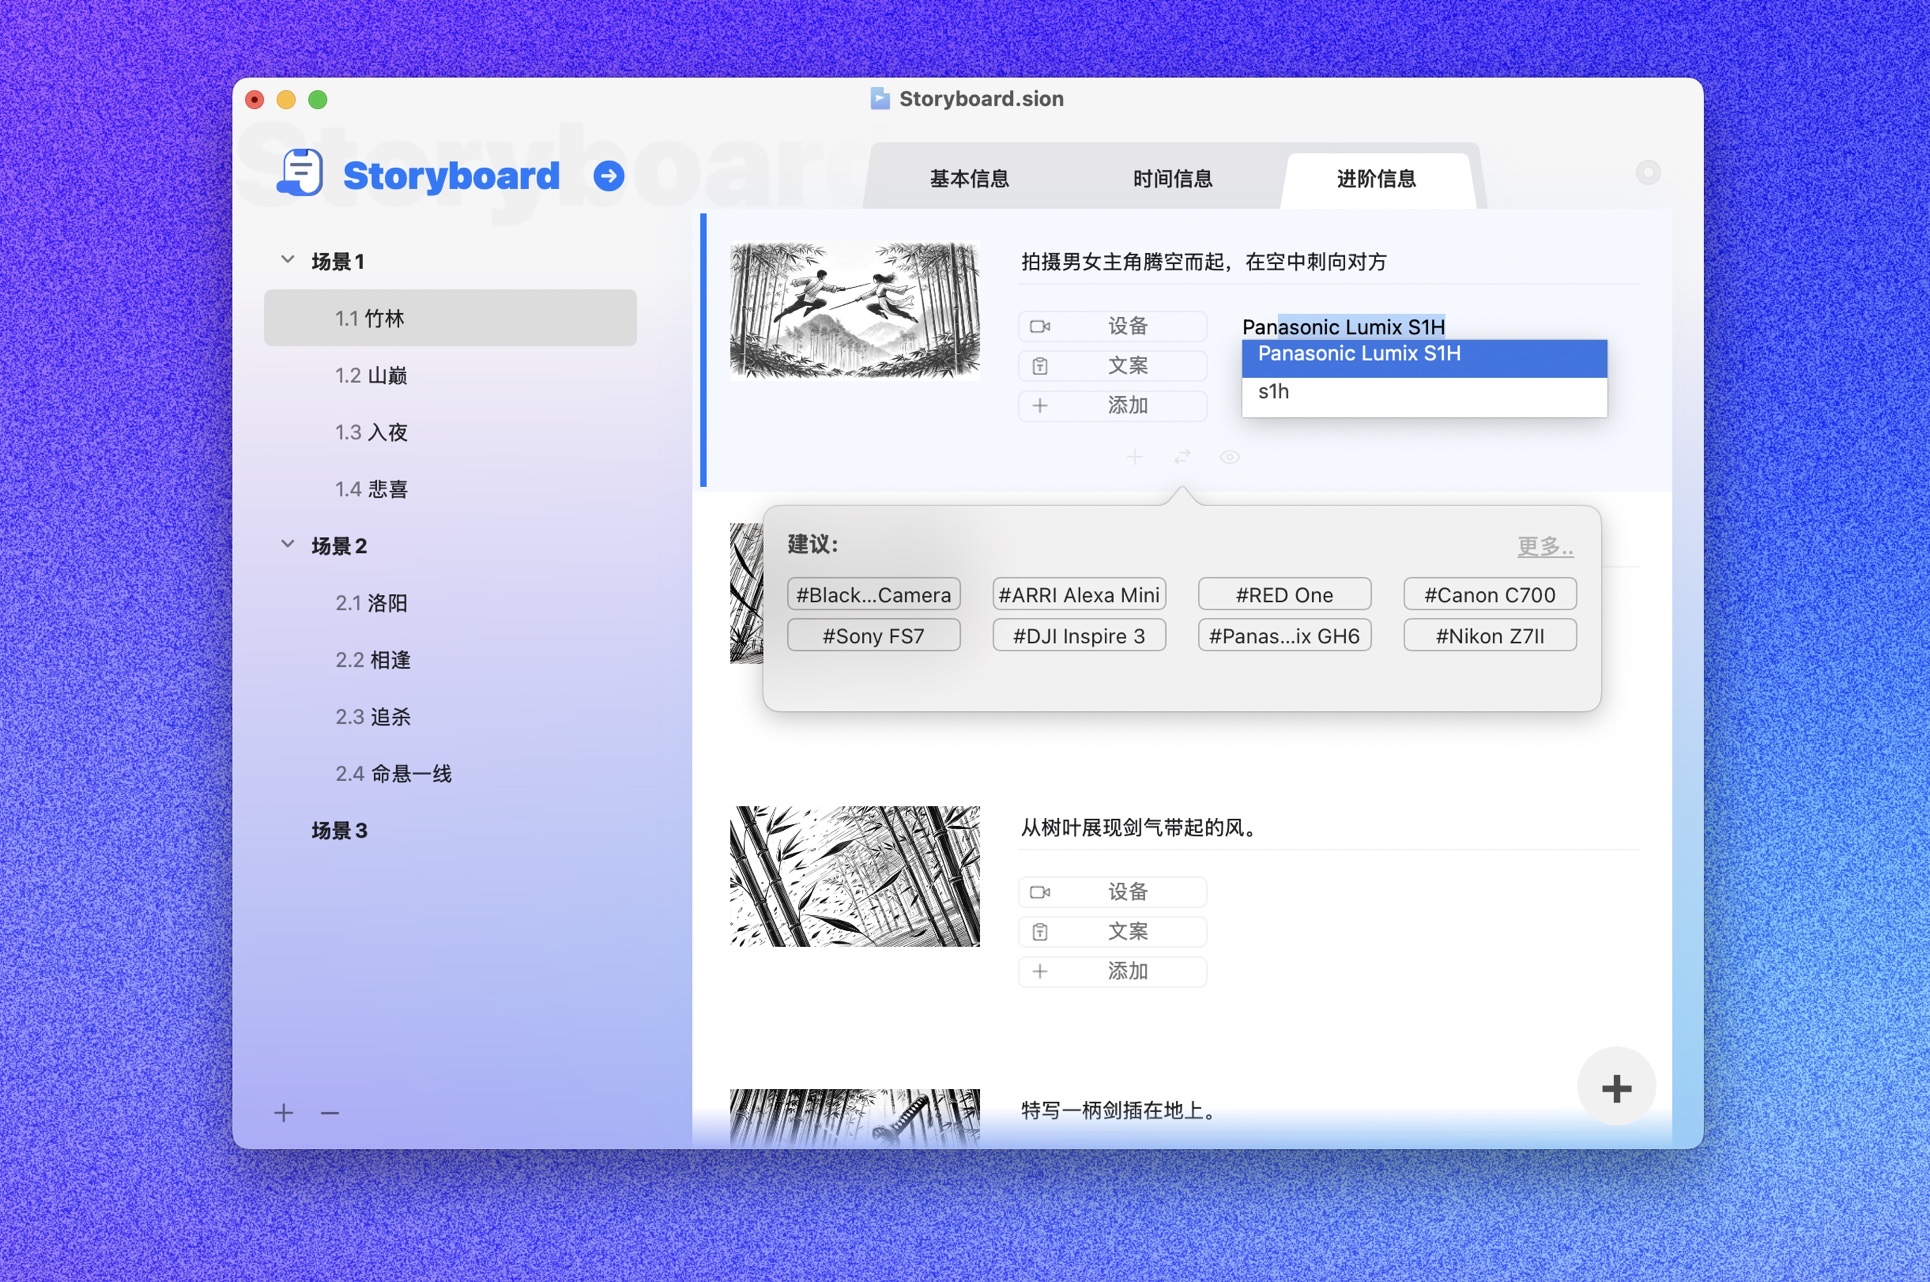 Storyboard.sion
Storyboard
基本信息
时间信息
进阶信息
场景1
1.1 竹林
1.2 山巅
1.3 入夜
1.4 悲喜
场景2
2.1 洛阳
2.2 相逢
2.3 追杀
2.4 命悬一线
场景3
拍摄男女主角腾空而起，在空中刺向对方
设备
Panasonic Lumix S1H
Panasonic Lumix S1H
文案
s1h
添加
建议:
更多..
#Black...Camera
#ARRI Alexa Mini
#RED One
#Canon C700
#Sony FS7
#DJI Inspire 3
#Panas...ix GH6
#Nikon Z7II
从树叶展现剑气带起的风。
设备
文案
添加
特写一柄剑插在地上。